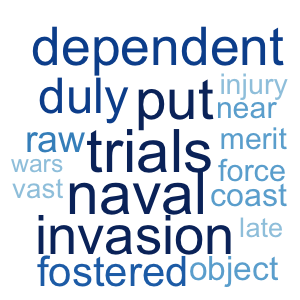 dependent
duly put injury
near
raw trials merit
wars force
vast naval coast
invasion late
fostered object